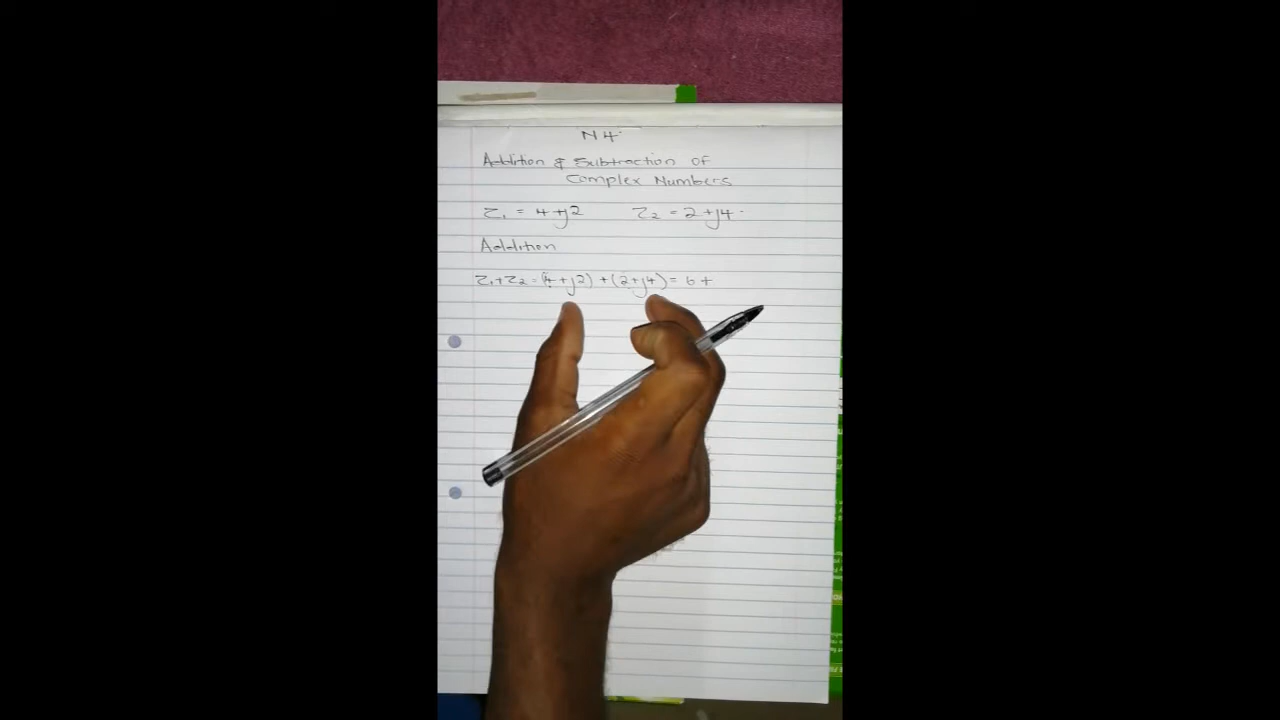 N4
Addition & Subtraction of
Complex Numbers
Z₁ = 4+j2 Z₂ = 2+j4
Addition
Z₁+Z₂ = (4+j2) + (2+j4) = 6 +